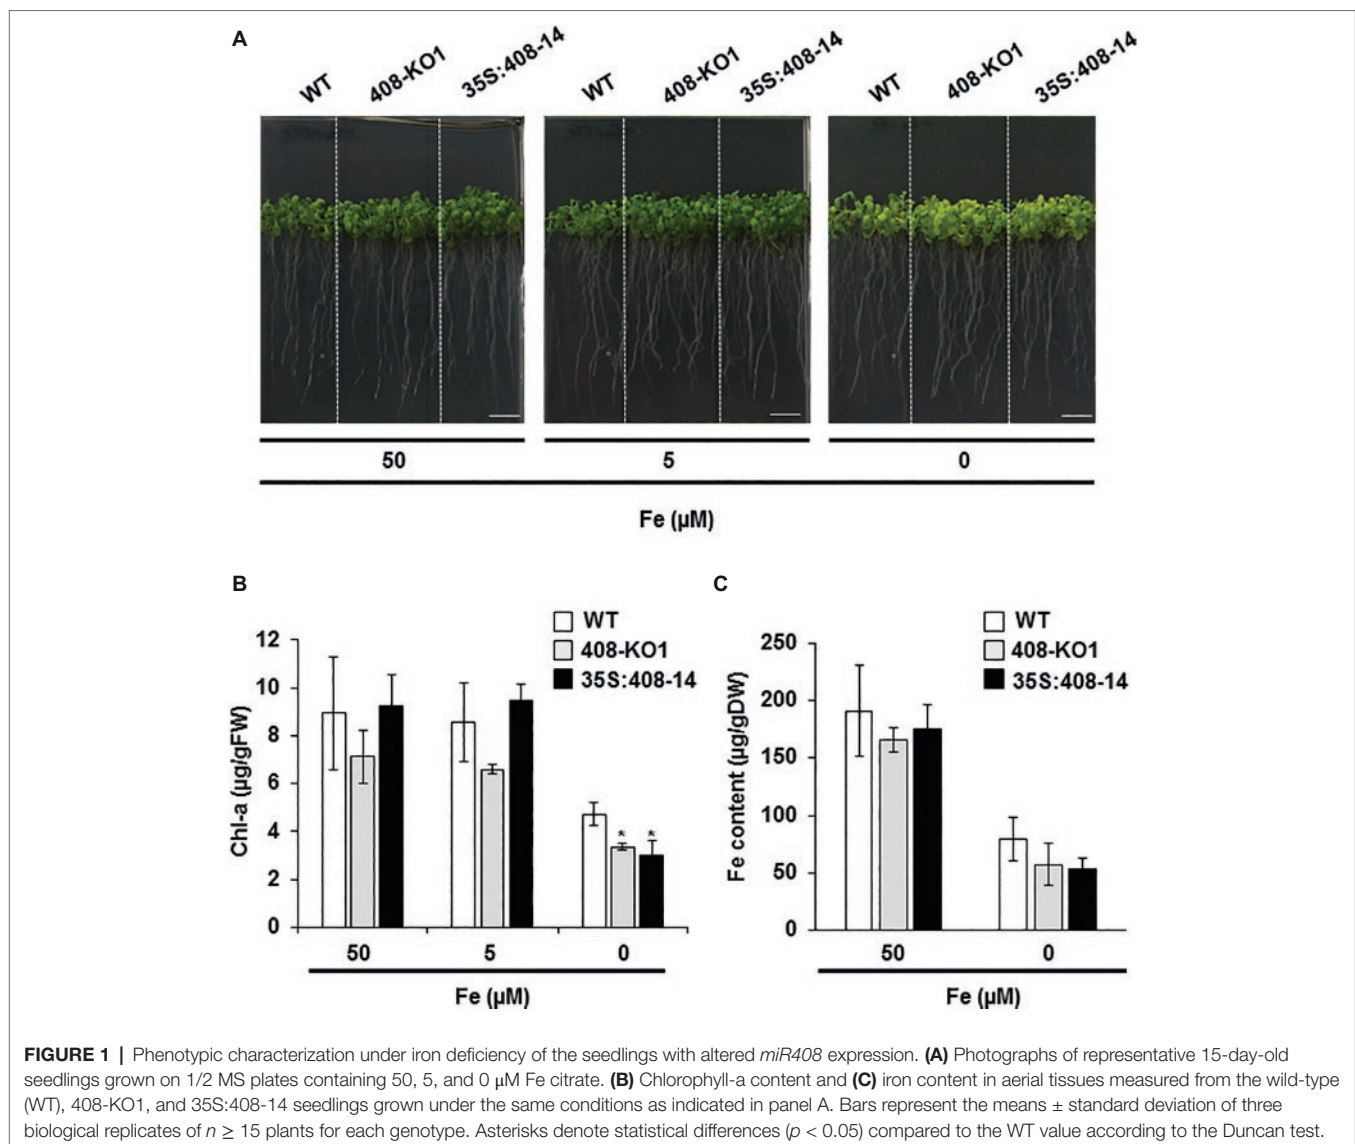 A
WT 408-KO1 35S:408-14 WT 408-KO1 35S:408-14 WT 408-KO1 35S:408-14
50 5 0
Fe (µM)
B
WT
408-KO1
35S:408-14
12
10
8
6
4
2
0
Chl-a (µg/gFW)
* *
50 5 0
Fe (µM)
C
WT
408-KO1
35S:408-14
250
200
150
100
50
0
Fe content (µg/gDW)
50 0
Fe (µM)
FIGURE 1 | Phenotypic characterization under iron deficiency of the seedlings with altered miR408 expression. (A) Photographs of representative 15-day-old
seedlings grown on 1/2 MS plates containing 50, 5, and 0 µM Fe citrate. (B) Chlorophyll-a content and (C) iron content in aerial tissues measured from the wild-type
(WT), 408-KO1, and 35S:408-14 seedlings grown under the same conditions as indicated in panel A. Bars represent the means ± standard deviation of three
biological replicates of n ≥ 15 plants for each genotype. Asterisks denote statistical differences (p < 0.05) compared to the WT value according to the Duncan test.